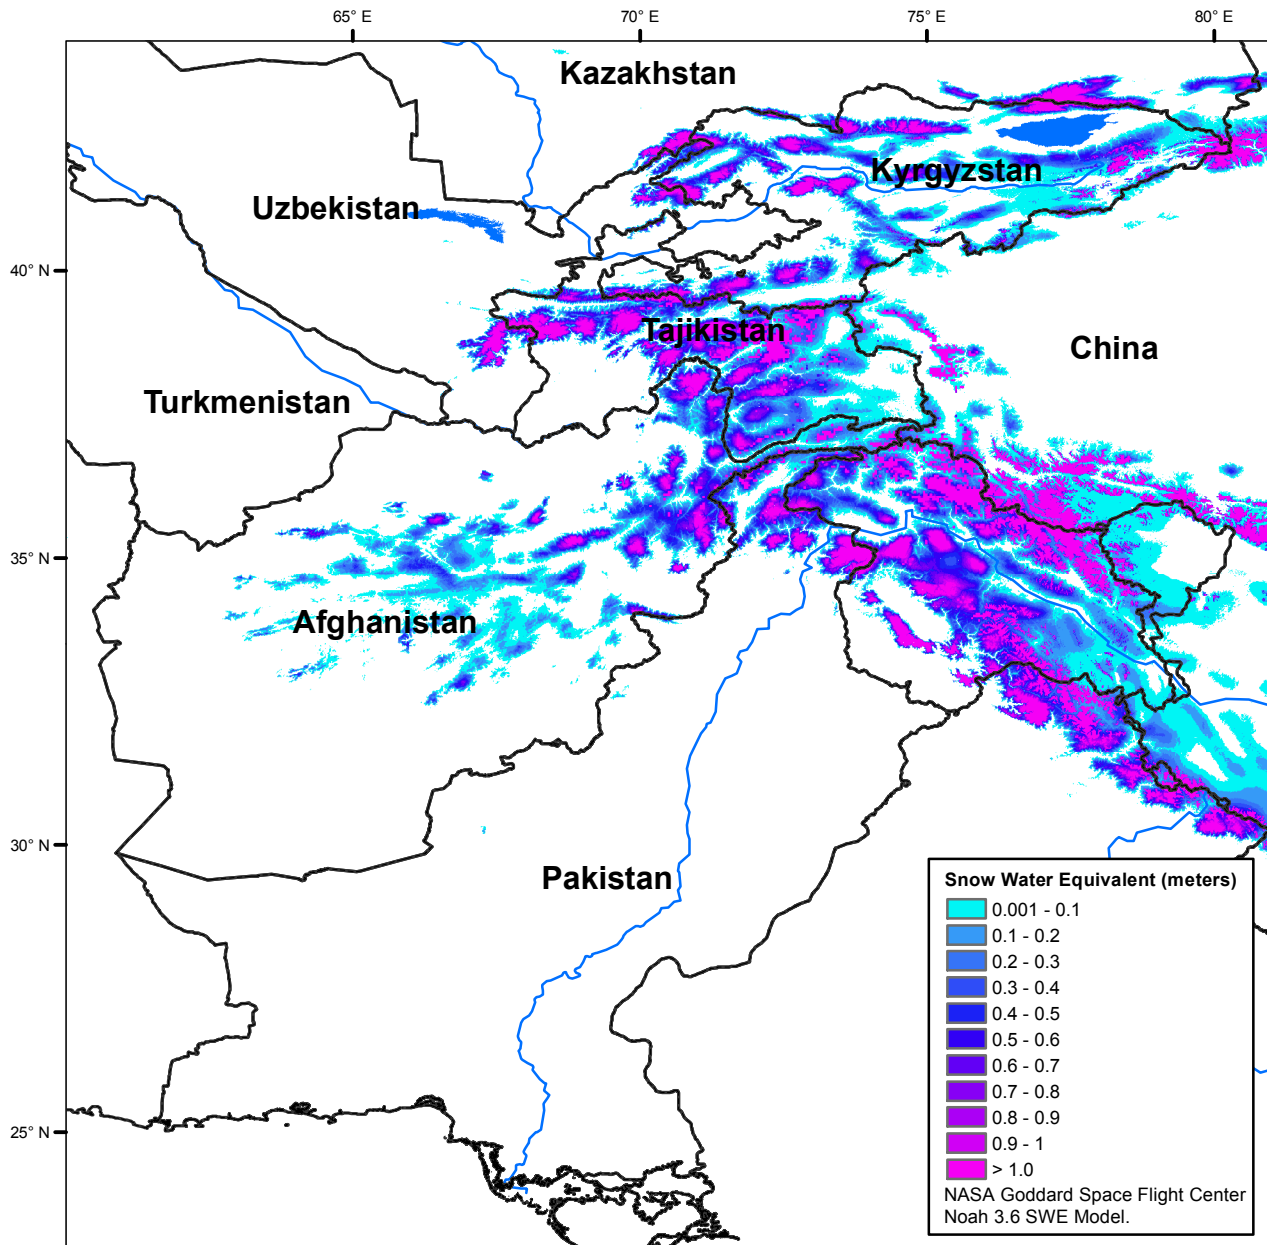 65° E
70° E
75° E
80° E
Kazakhstan
Kyrgyzstan
Uzbekistan
40° N
Tajikistan
China
Turkmenistan
35° N
Afghanistan
30° N
Pakistan
Snow Water Equivalent (meters)
0.001 - 0.1
0.1 - 0.2
0.2 - 0.3
0.3 - 0.4
0.4 - 0.5
0.5 - 0.6
0.6 - 0.7
0.7 - 0.8
0.8 - 0.9
0.9 - 1
> 1.0
25° N
NASA Goddard Space Flight Center
Noah 3.6 SWE Model.